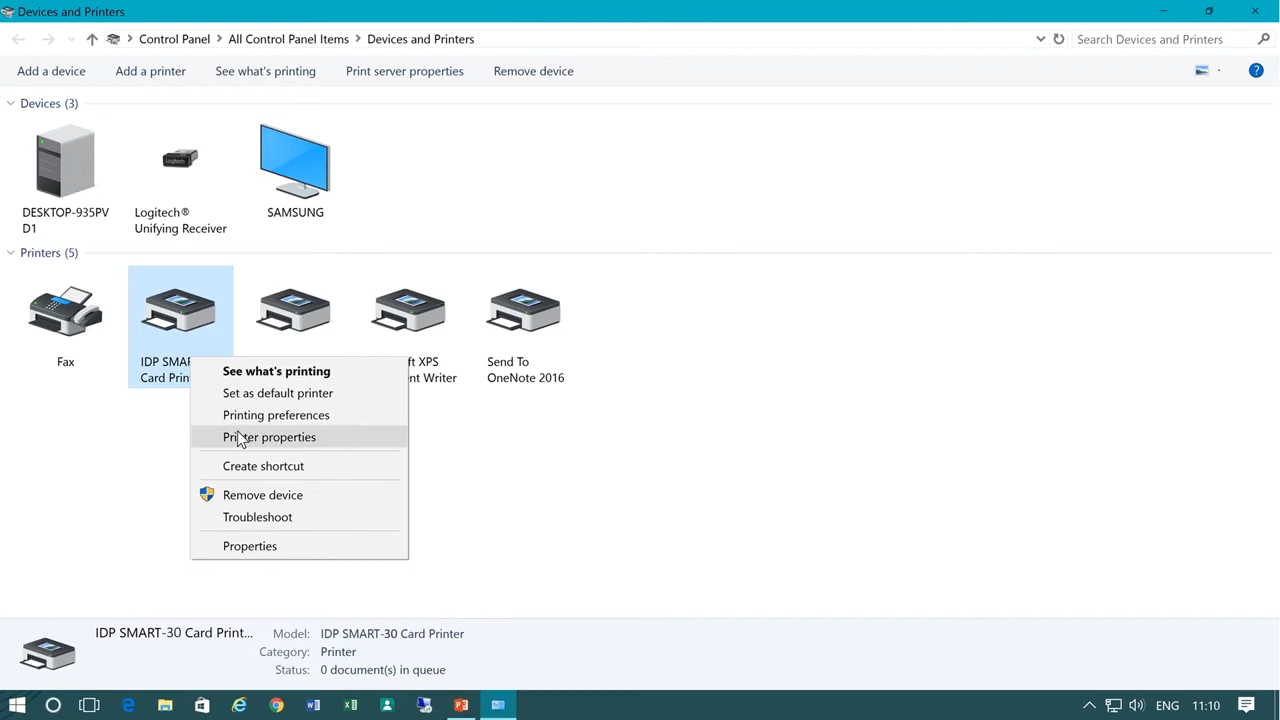 Devices and Printers
Control Panel > All Control Panel Items > Devices and Printers
Search Devices and Printers
Add a device
Add a printer
See what's printing
Print server properties
Remove device
?
Devices (3)
DESKTOP-935PV
D1
Logitech®
Unifying Receiver
SAMSUNG
Printers (5)
Fax
IDP SMAR
Card Prin
ft XPS
ent Writer
Send To
OneNote 2016
See what's printing
Set as default printer
Printing preferences
Printer properties
Create shortcut
Remove device
Troubleshoot
Properties
IDP SMART-30 Card Print...
Model: IDP SMART-30 Card Printer
Category: Printer
Status: 0 document(s) in queue
ENG
11:10